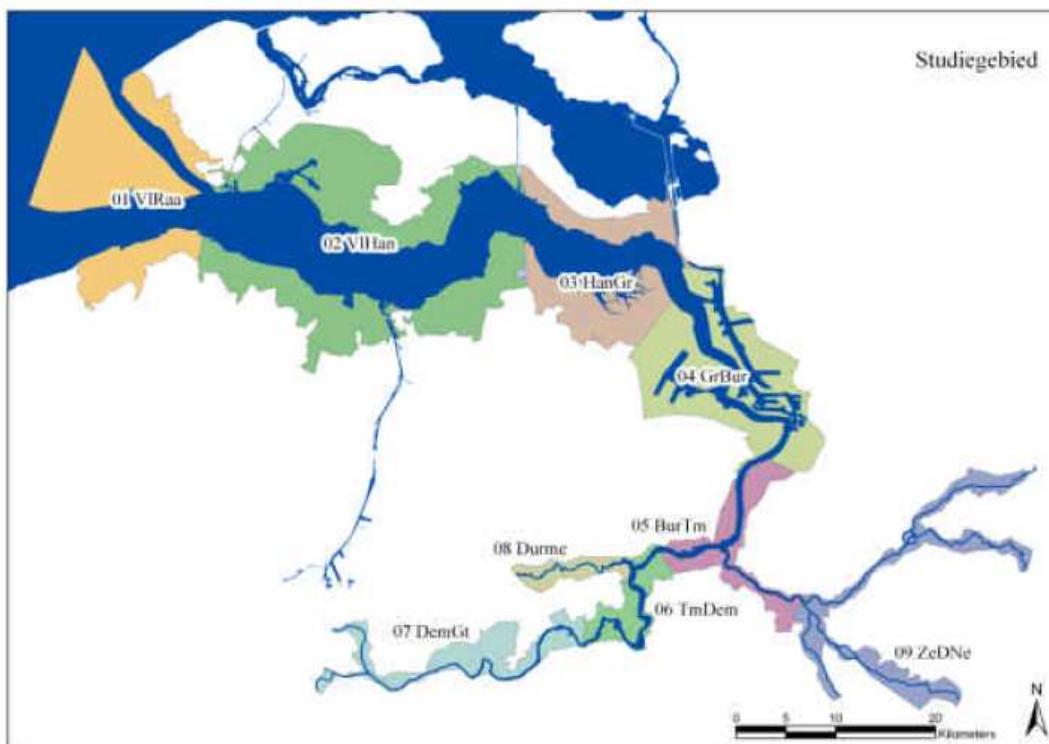 Studiegebied
01 VlRaa
02 VlHan
03 HanGr
04 GrBur
05 BurTm
08 Durme
06 TmDem
07 DemGt
09 ZeDNe
N
0 5 10 20
Kilometers